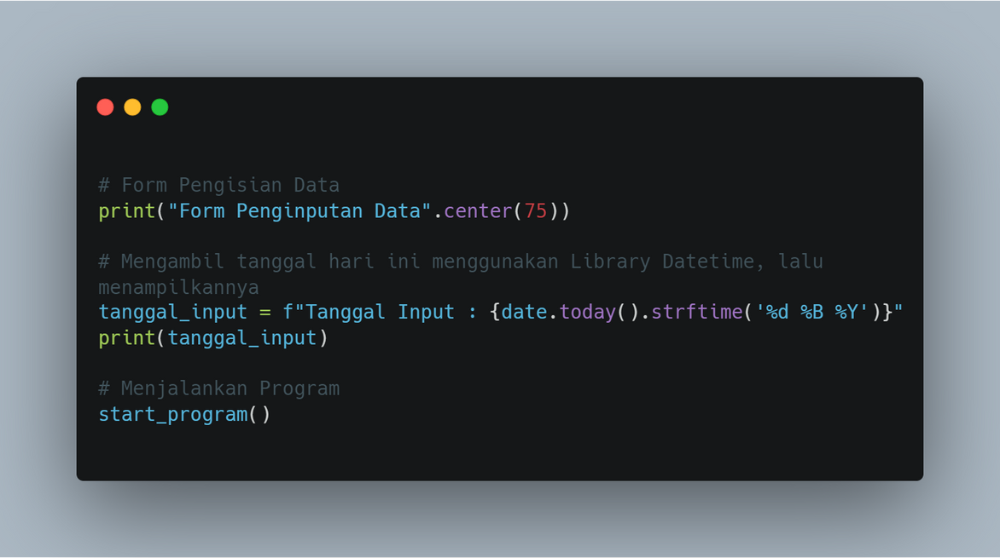 # Form Pengisian Data
print("Form Penginputan Data".center(75))
# Mengambil tanggal hari ini menggunakan Library Datetime, lalu
menampilkannya
tanggal_input = f"Tanggal Input : {date.today().strftime('%d %B %Y')}"
print(tanggal_input)
# Menjalankan Program
start_program()